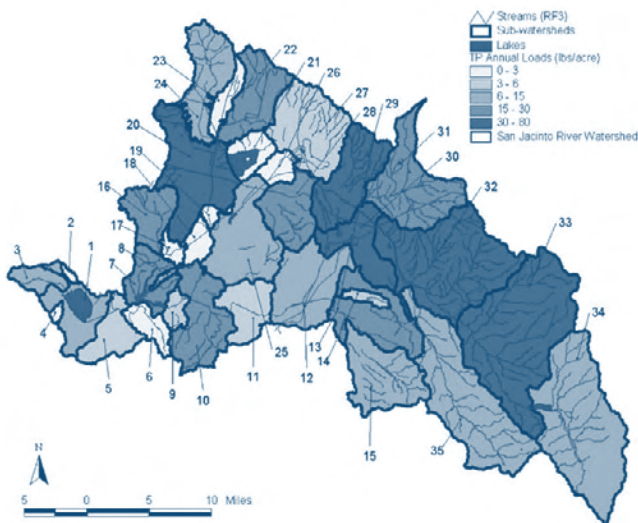 Streams (RF3)
Sub-watersheds
Lakes
TP Annual Loads (lbs/acre)
0 - 3
3 - 6
6 - 15
15 - 30
30 - 80
San Jacinto River Watershed
22
21
23
26
27
24
28
29
20
31
19
30
18
32
16
33
17
2
1
8
3
7
34
4
13
14
25
5
6
11
12
9
10
15
35
N
5 0 5 10 Miles